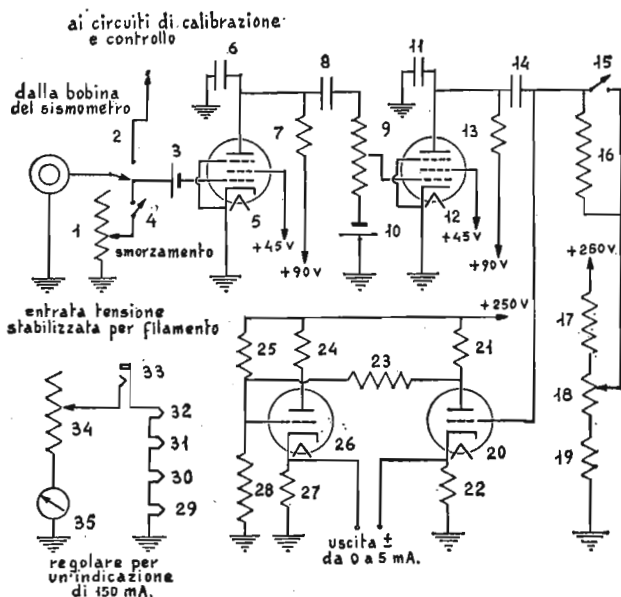 ai circuiti di calibrazione
e controllo
dalla bobina
del sismometro
6
8
11
14
15
2
3
7
9
13
16
1
4
5
10
12
smorzamento
+45V
+90V
+45V
+90V
+250V
entrata tensione
stabilizzata per filamento
+250V
17
25
24
23
21
18
33
32
34
31
26
20
19
30
28
27
22
35
29
regolare per
un'indicazione
di 150 mA.
uscita ±
da 0 a 5 mA.